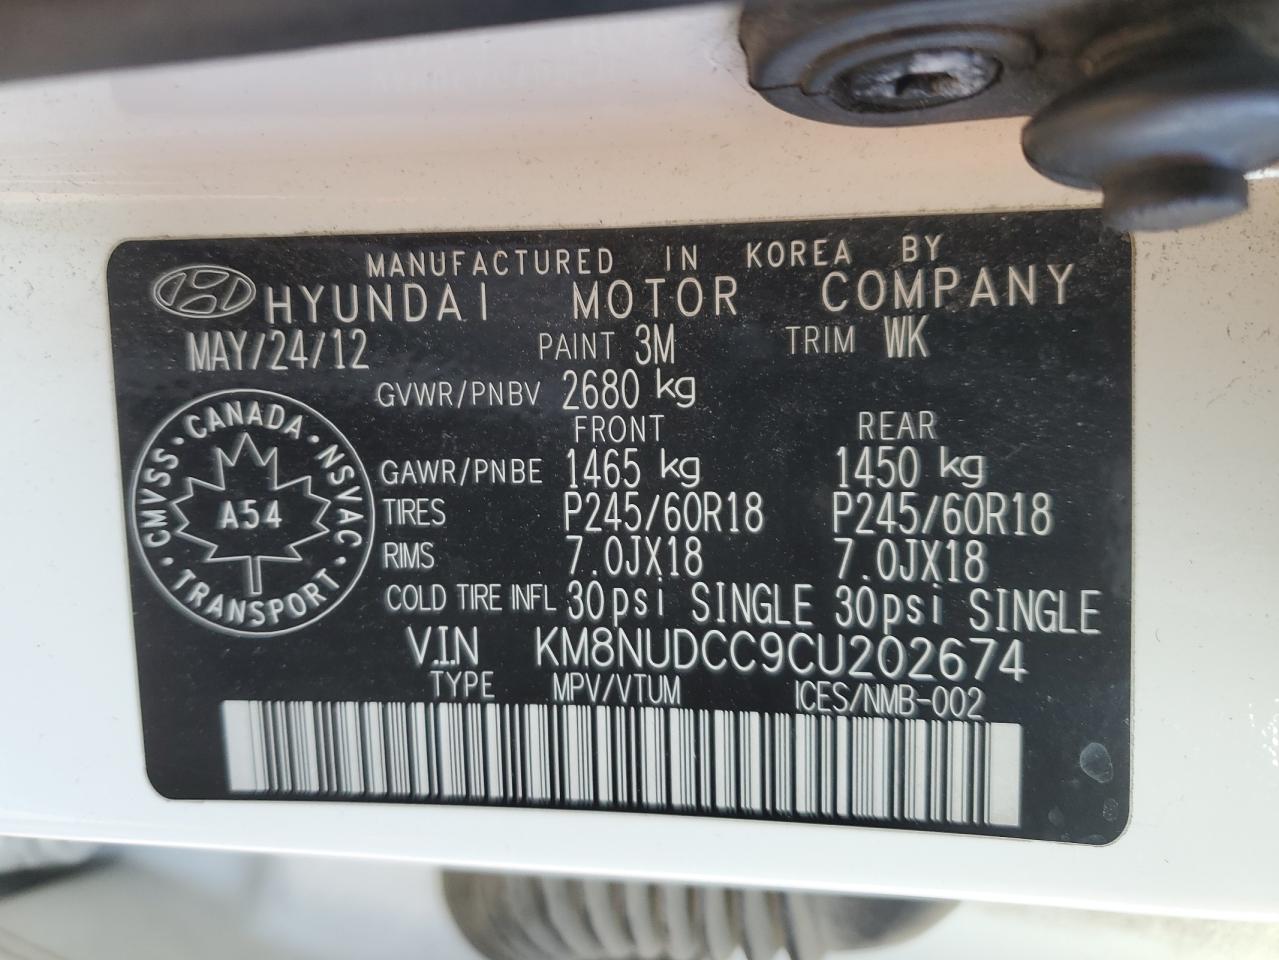 MANUFACTURED IN KOREA BY
HYUNDAI MOTOR COMPANY
MAY/24/12 PAINT 3M TRIM WK
GVWR/PNBV 2680 kg
FRONT REAR
GAWR/PNBE 1465 kg 1450 kg
TIRES P245/60R18 P245/60R18
RIMS 7.0JX18 7.0JX18
COLD TIRE INFL 30psi SINGLE 30psi SINGLE
V.I.N KM8NUDCC9CU202674
TYPE MPV/VTUM ICES/NMB-002
CMVSS · CANADA · NSVAC · TRANSPORT ·
A54